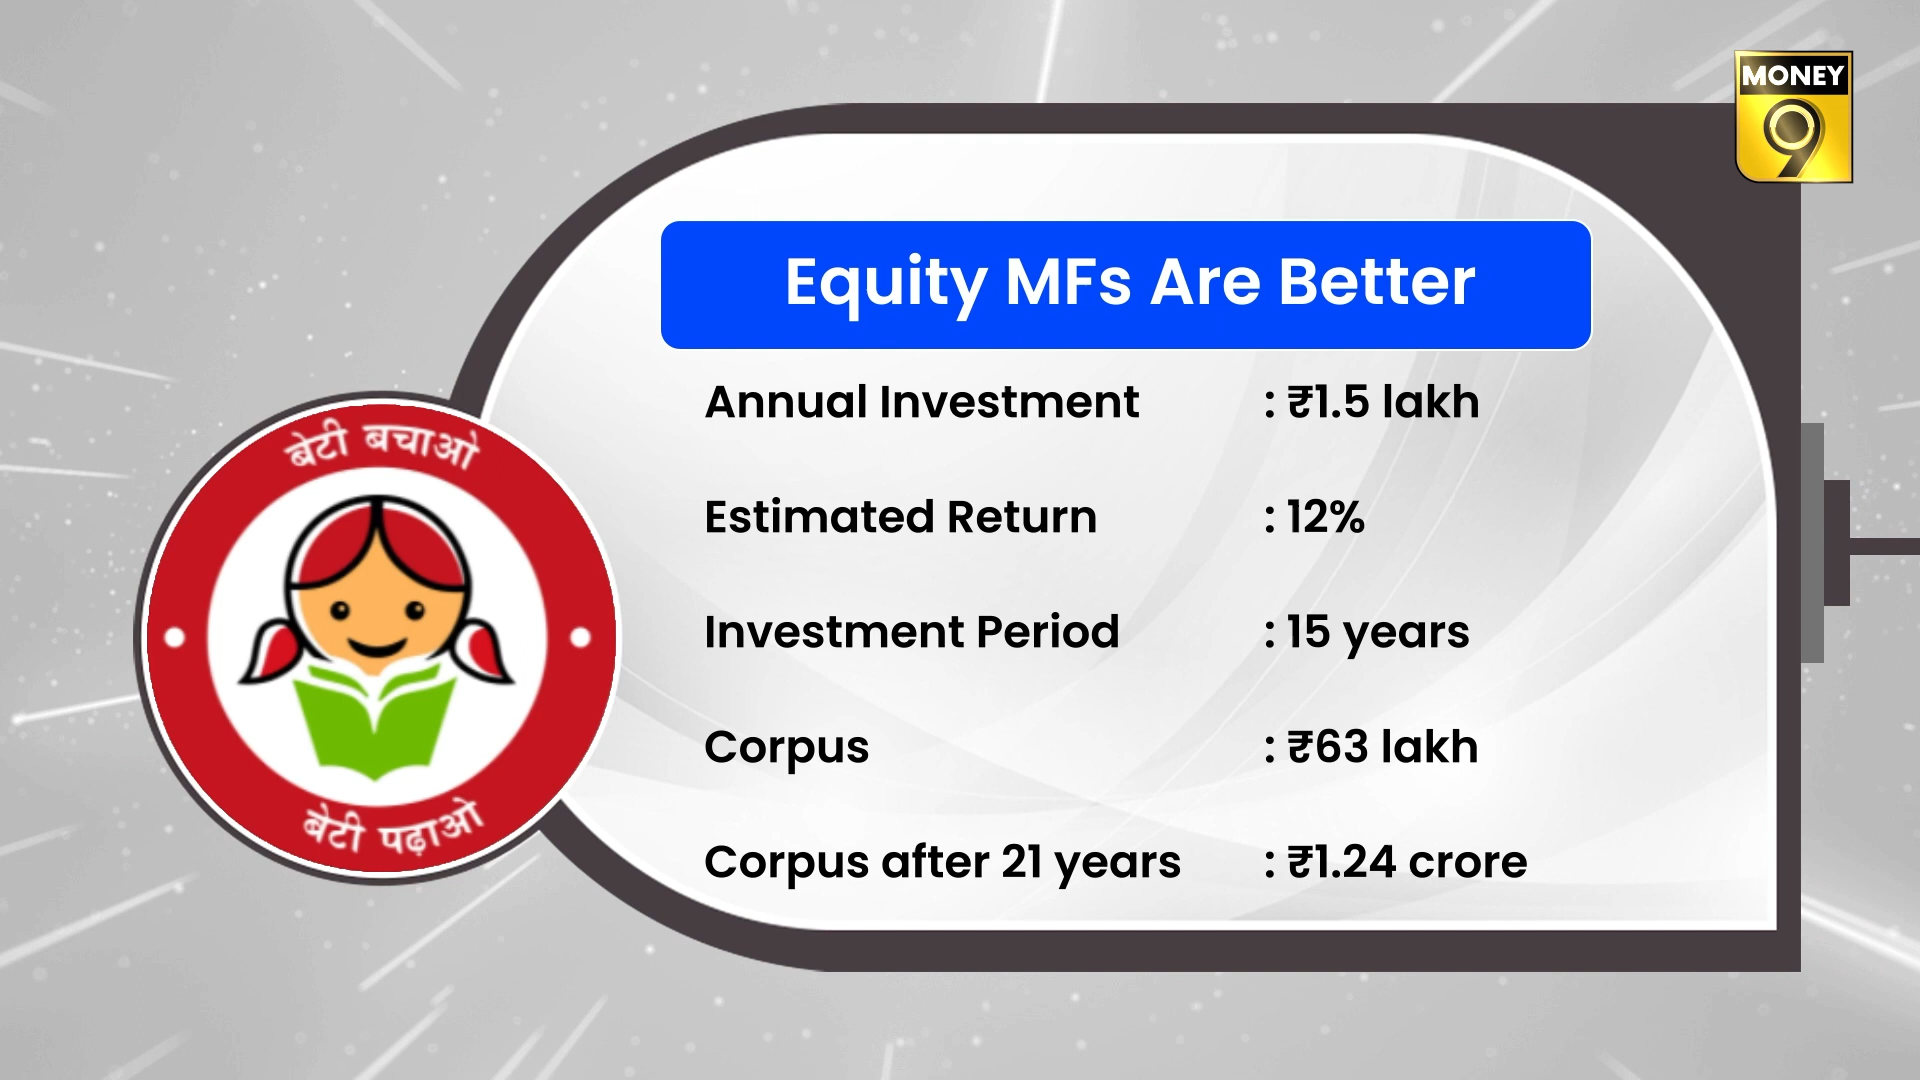 MONEY
9
Equity MFs Are Better
Annual Investment : ₹1.5 lakh
Estimated Return : 12%
Investment Period : 15 years
Corpus : ₹63 lakh
Corpus after 21 years : ₹1.24 crore
बेटी बचाओ
बेटी पढ़ाओ